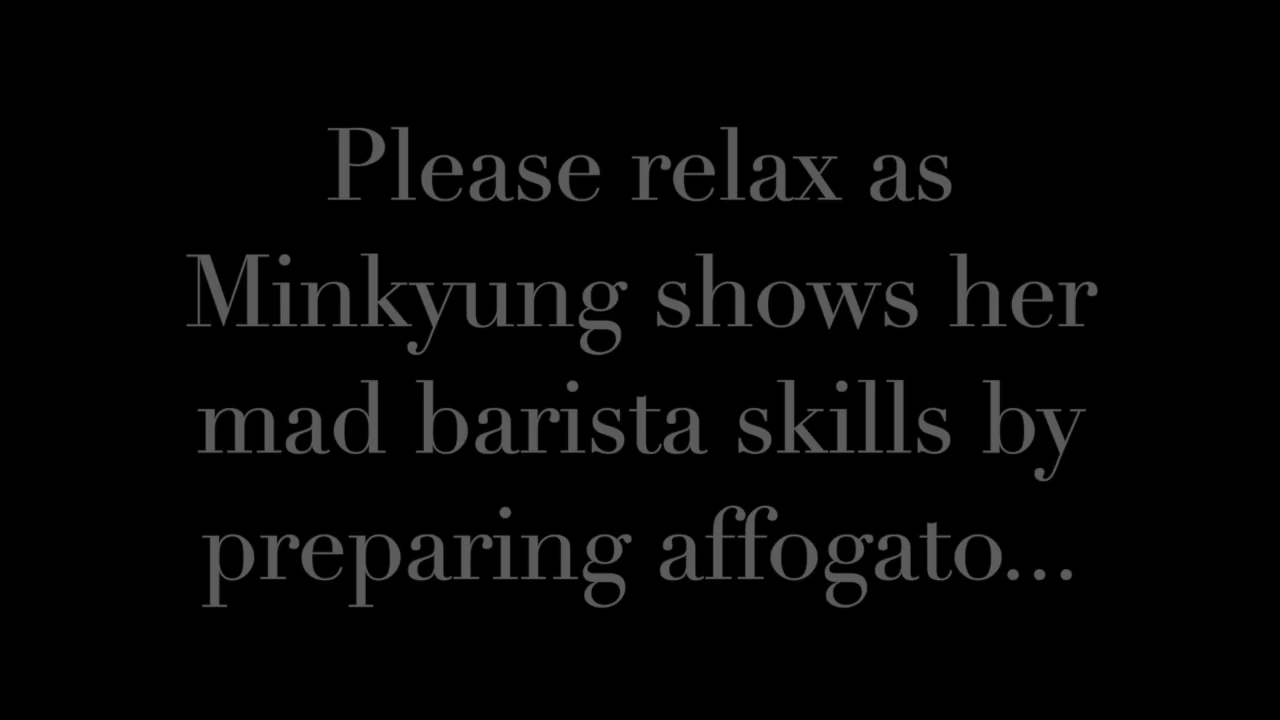 Please relax as
Minkyung shows her
mad barista skills by
preparing affogato...